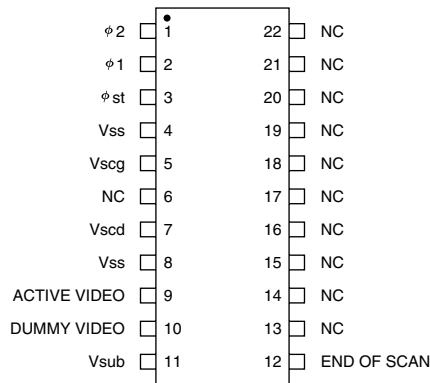 φ2 1 22 NC
φ1 2 21 NC
φst 3 20 NC
Vss 4 19 NC
Vscg 5 18 NC
NC 6 17 NC
Vscd 7 16 NC
Vss 8 15 NC
ACTIVE VIDEO 9 14 NC
DUMMY VIDEO 10 13 NC
Vsub 11 12 END OF SCAN